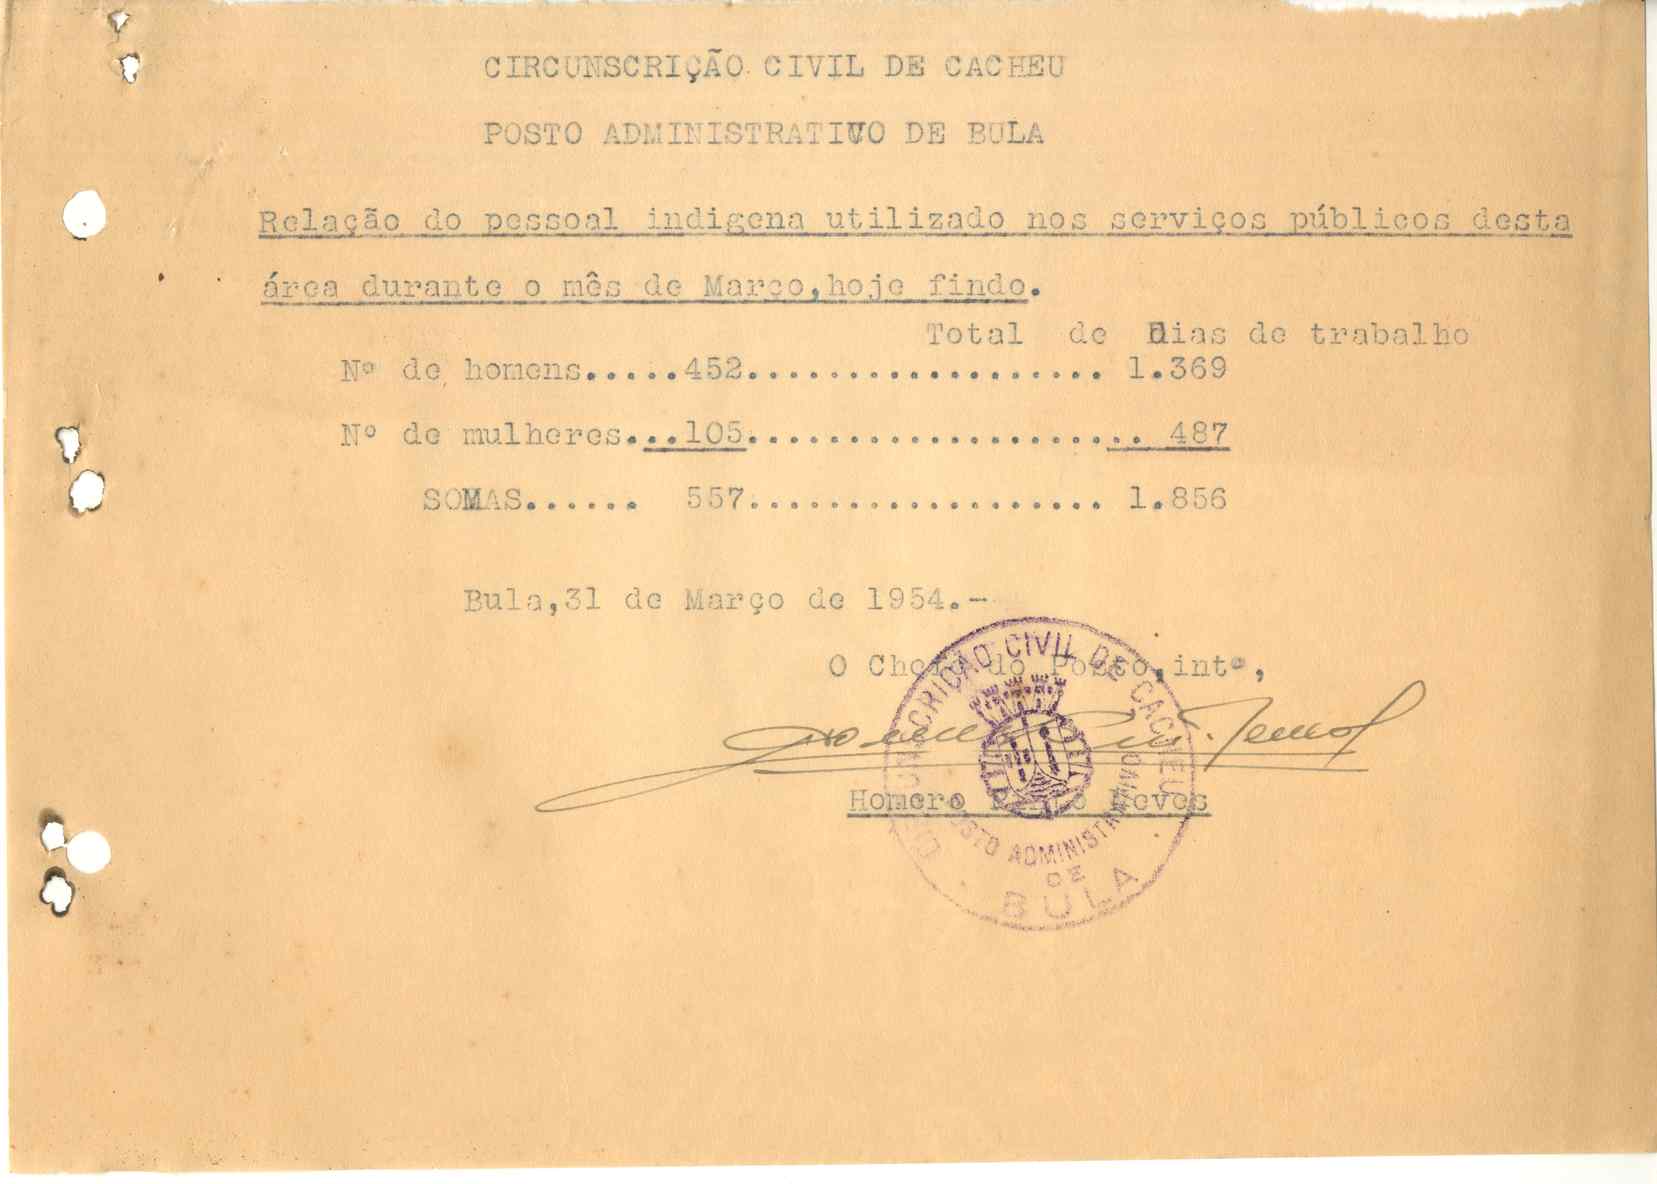 CIRCUNSCRIÇÃO CIVIL DE CACHEU
POSTO ADMINISTRATIVO DE BULA
Relação do pessoal indigena utilizado nos serviços públicos desta
área durante o mês de Março,hoje findo.
Total de Dias de trabalho
Nº de homens.....452.................. 1.369
Nº de mulheres...105.................... 487
SOMAS...... 557.................. 1.856
Bula,31 de Março de 1954.-
O Chefe do Posto,intº,
Homero Neves
CIRCUNSCRIÇÃO CIVIL DE CACHEU
POSTO ADMINISTRATIVO
DE
BULA